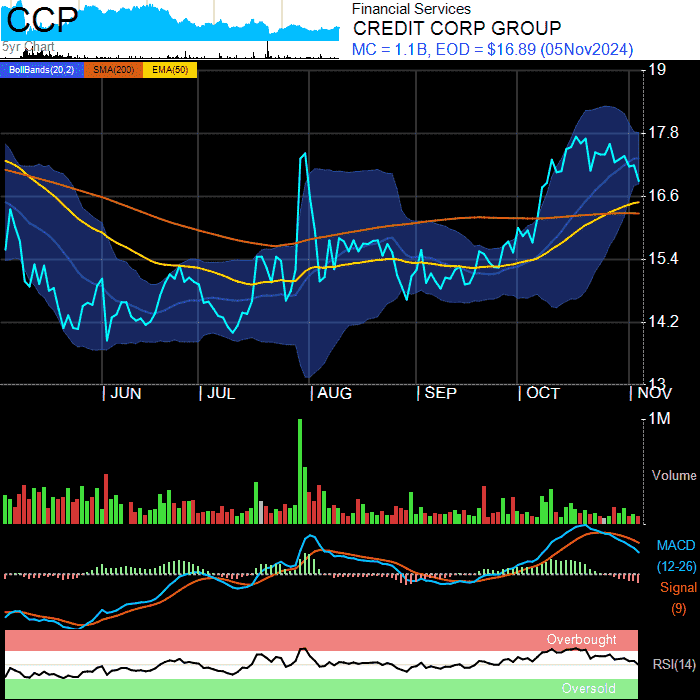 CCP
5yr Chart
Financial Services
CREDIT CORP GROUP
MC = 1.1B, EOD = $16.89 (05Nov2024)
BollBands(20,2) SMA(200) EMA(50)
19
17.8
16.6
15.4
14.2
13
JUN JUL AUG SEP OCT NOV
1M
Volume
MACD
(12-26)
Signal
(9)
Overbought
RSI(14)
Oversold